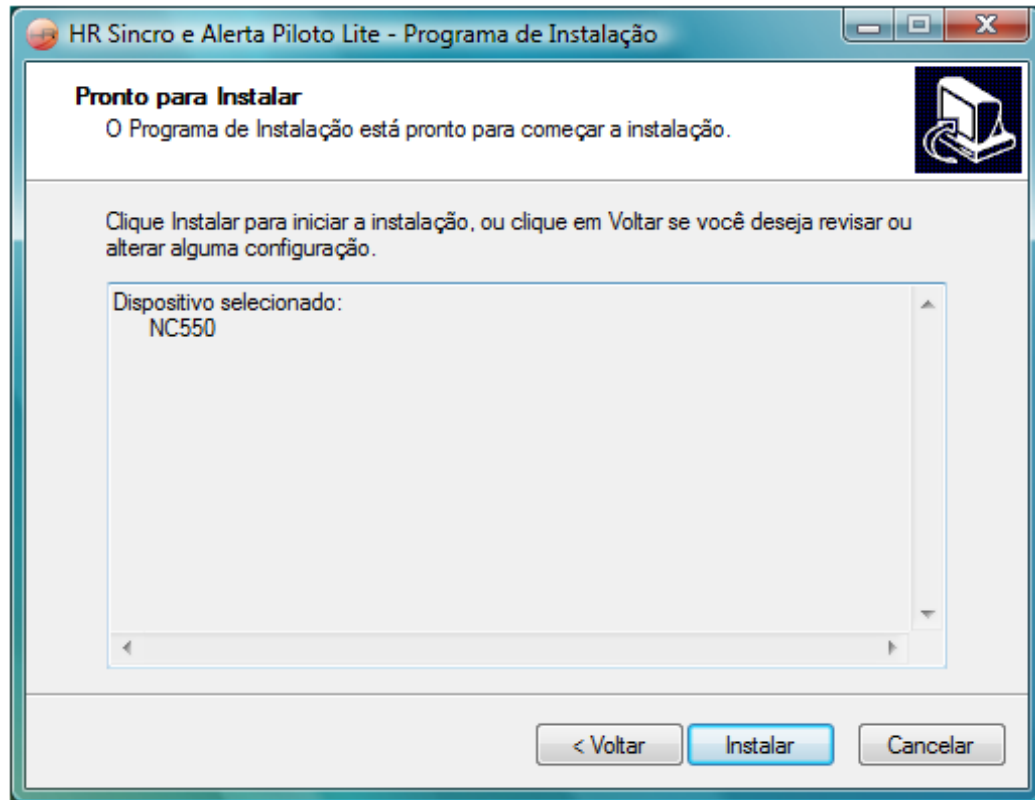 HR Sincro e Alerta Piloto Lite - Programa de Instalação
Pronto para Instalar
O Programa de Instalação está pronto para começar a instalação.
Clique Instalar para iniciar a instalação, ou clique em Voltar se você deseja revisar ou
alterar alguma configuração.
Dispositivo selecionado:
NC550
< Voltar
Instalar
Cancelar